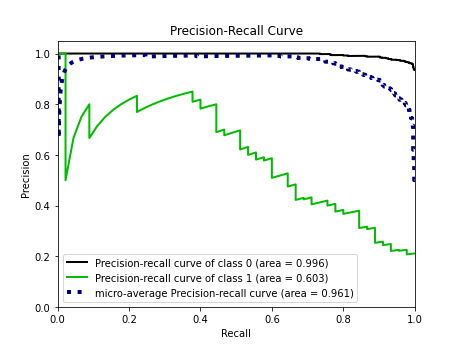 Precision-Recall Curve
1.0
0.8
0.6
0.4
0.2
0.0
Precision
Precision-recall curve of class 0 (area = 0.996)
Precision-recall curve of class 1 (area = 0.603)
micro-average Precision-recall curve (area = 0.961)
0.0 0.2 0.4 0.6 0.8 1.0
Recall